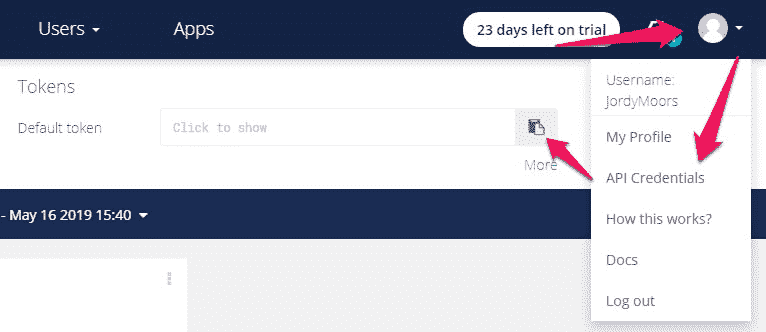 Users
Apps
23 days left on trial
Tokens
Default token
Click to show
More
- May 16 2019 15:40
Username:
JordyMoors
My Profile
API Credentials
How this works?
Docs
Log out